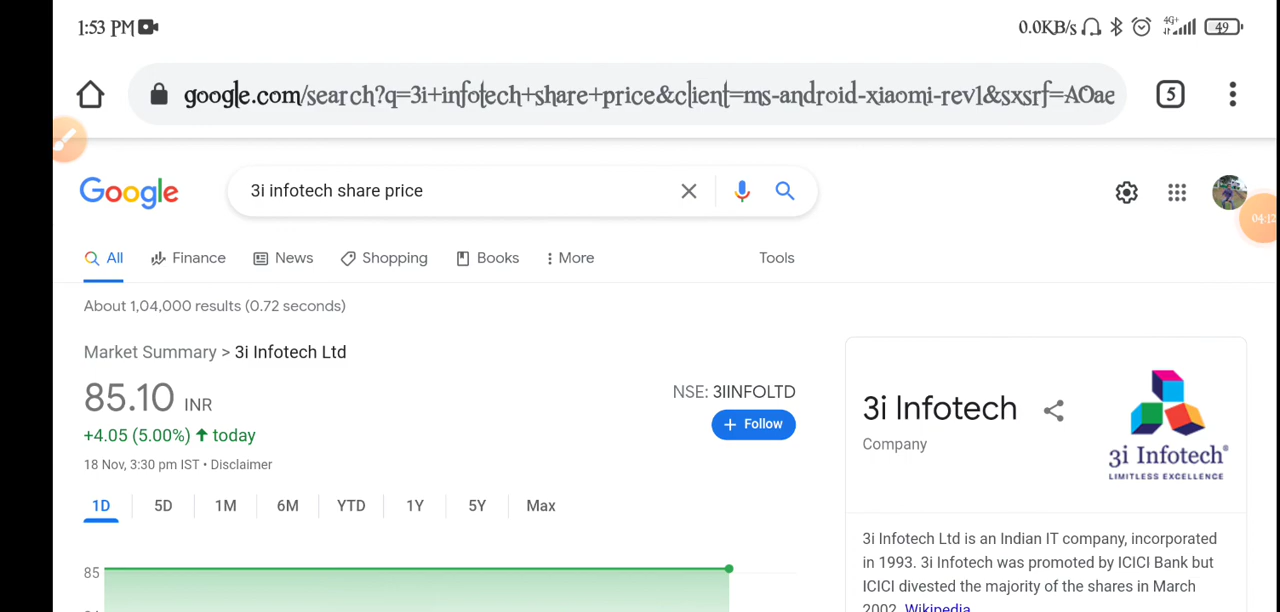 1:53 PM
0.0KB/s 4G+ 49
google.com/search?q=3i+infotech+share+price&client=ms-android-xiaomi-rev1&sxsrf=AOae
5
Google
3i infotech share price
04:12
All Finance News Shopping Books More Tools
About 1,04,000 results (0.72 seconds)
Market Summary > 3i Infotech Ltd
85.10 INR
+4.05 (5.00%) ↑ today
18 Nov, 3:30 pm IST • Disclaimer
NSE: 3IINFOLTD
+ Follow
1D 5D 1M 6M YTD 1Y 5Y Max
85
3i Infotech
Company
3i Infotech®
LIMITLESS EXCELLENCE
3i Infotech Ltd is an Indian IT company, incorporated
in 1993. 3i Infotech was promoted by ICICI Bank but
ICICI divested the majority of the shares in March
2002. Wikipedia